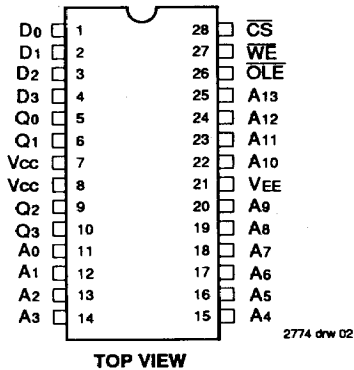 D0 1 28 C̅S̅
D1 2 27 W̅E̅
D2 3 26 O̅L̅E̅
D3 4 25 A13
Q0 5 24 A12
Q1 6 23 A11
Vcc 7 22 A10
Vcc 8 21 VEE
Q2 9 20 A9
Q3 10 19 A8
A0 11 18 A7
A1 12 17 A6
A2 13 16 A5
A3 14 15 A4
2774 drw 02
TOP VIEW